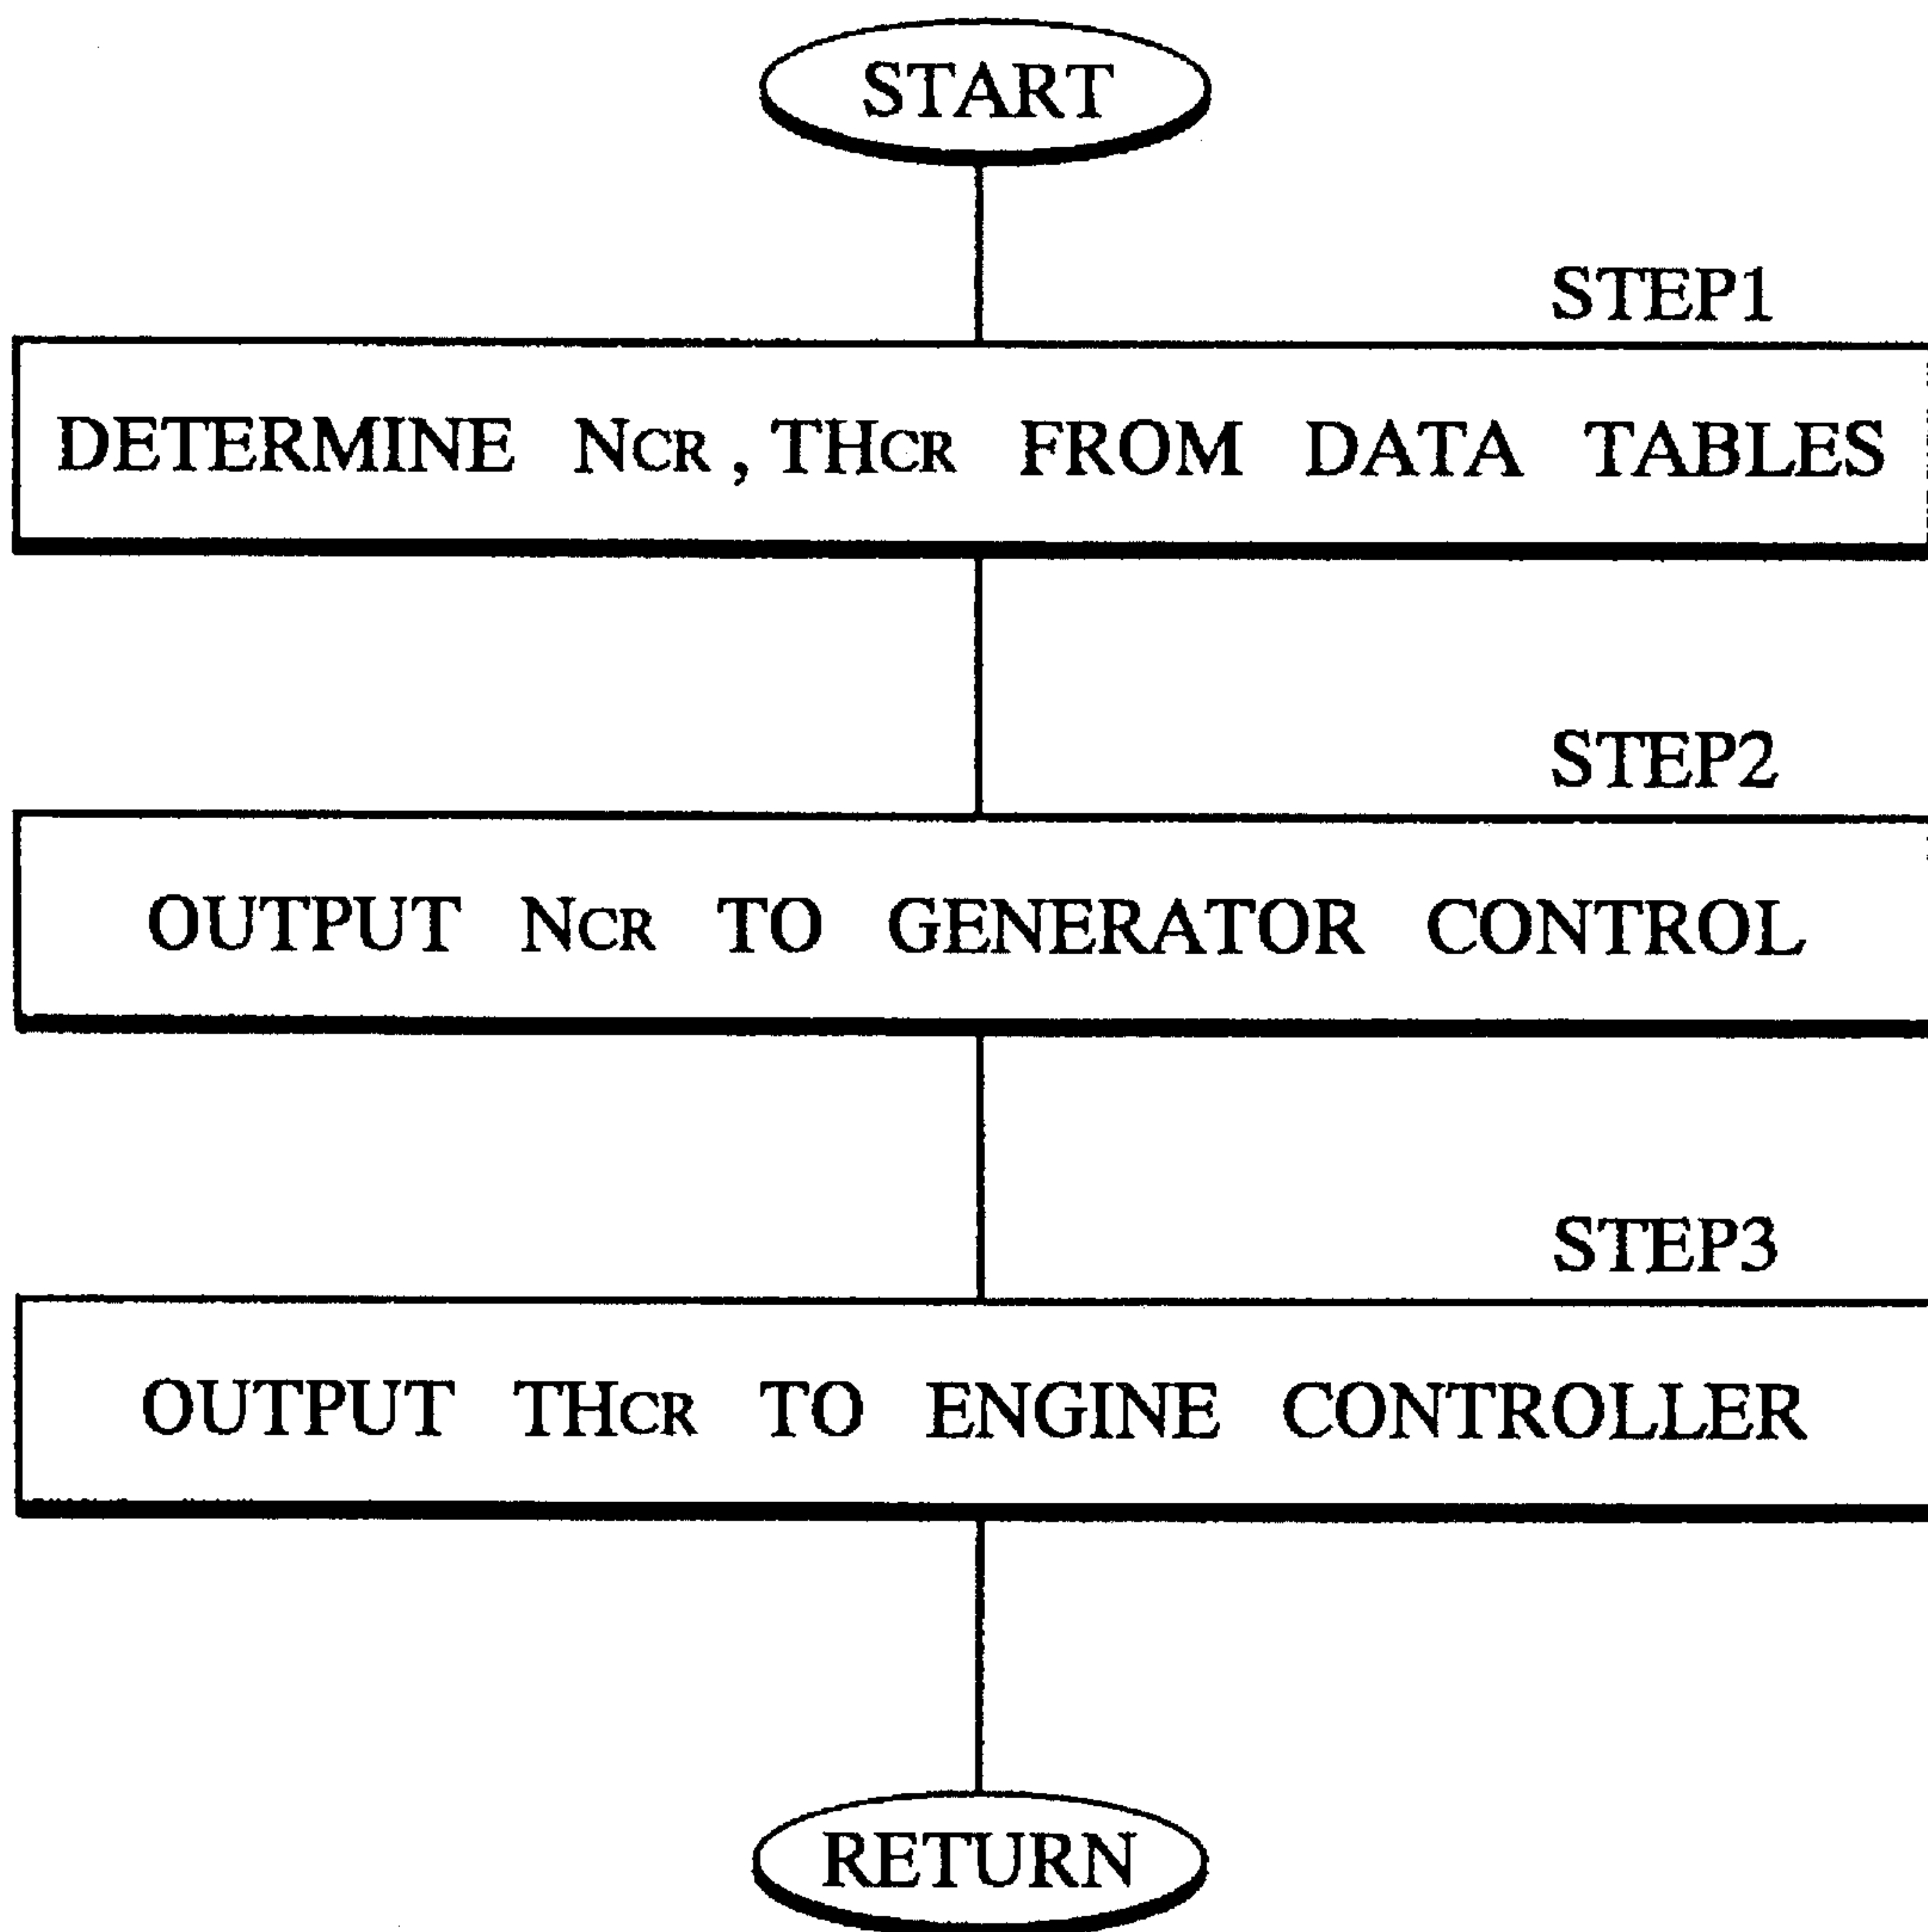 START
STEP1
DETERMINE NCR, THCR FROM DATA TABLES
STEP2
OUTPUT NCR TO GENERATOR CONTROL
STEP3
OUTPUT THCR TO ENGINE CONTROLLER
RETURN